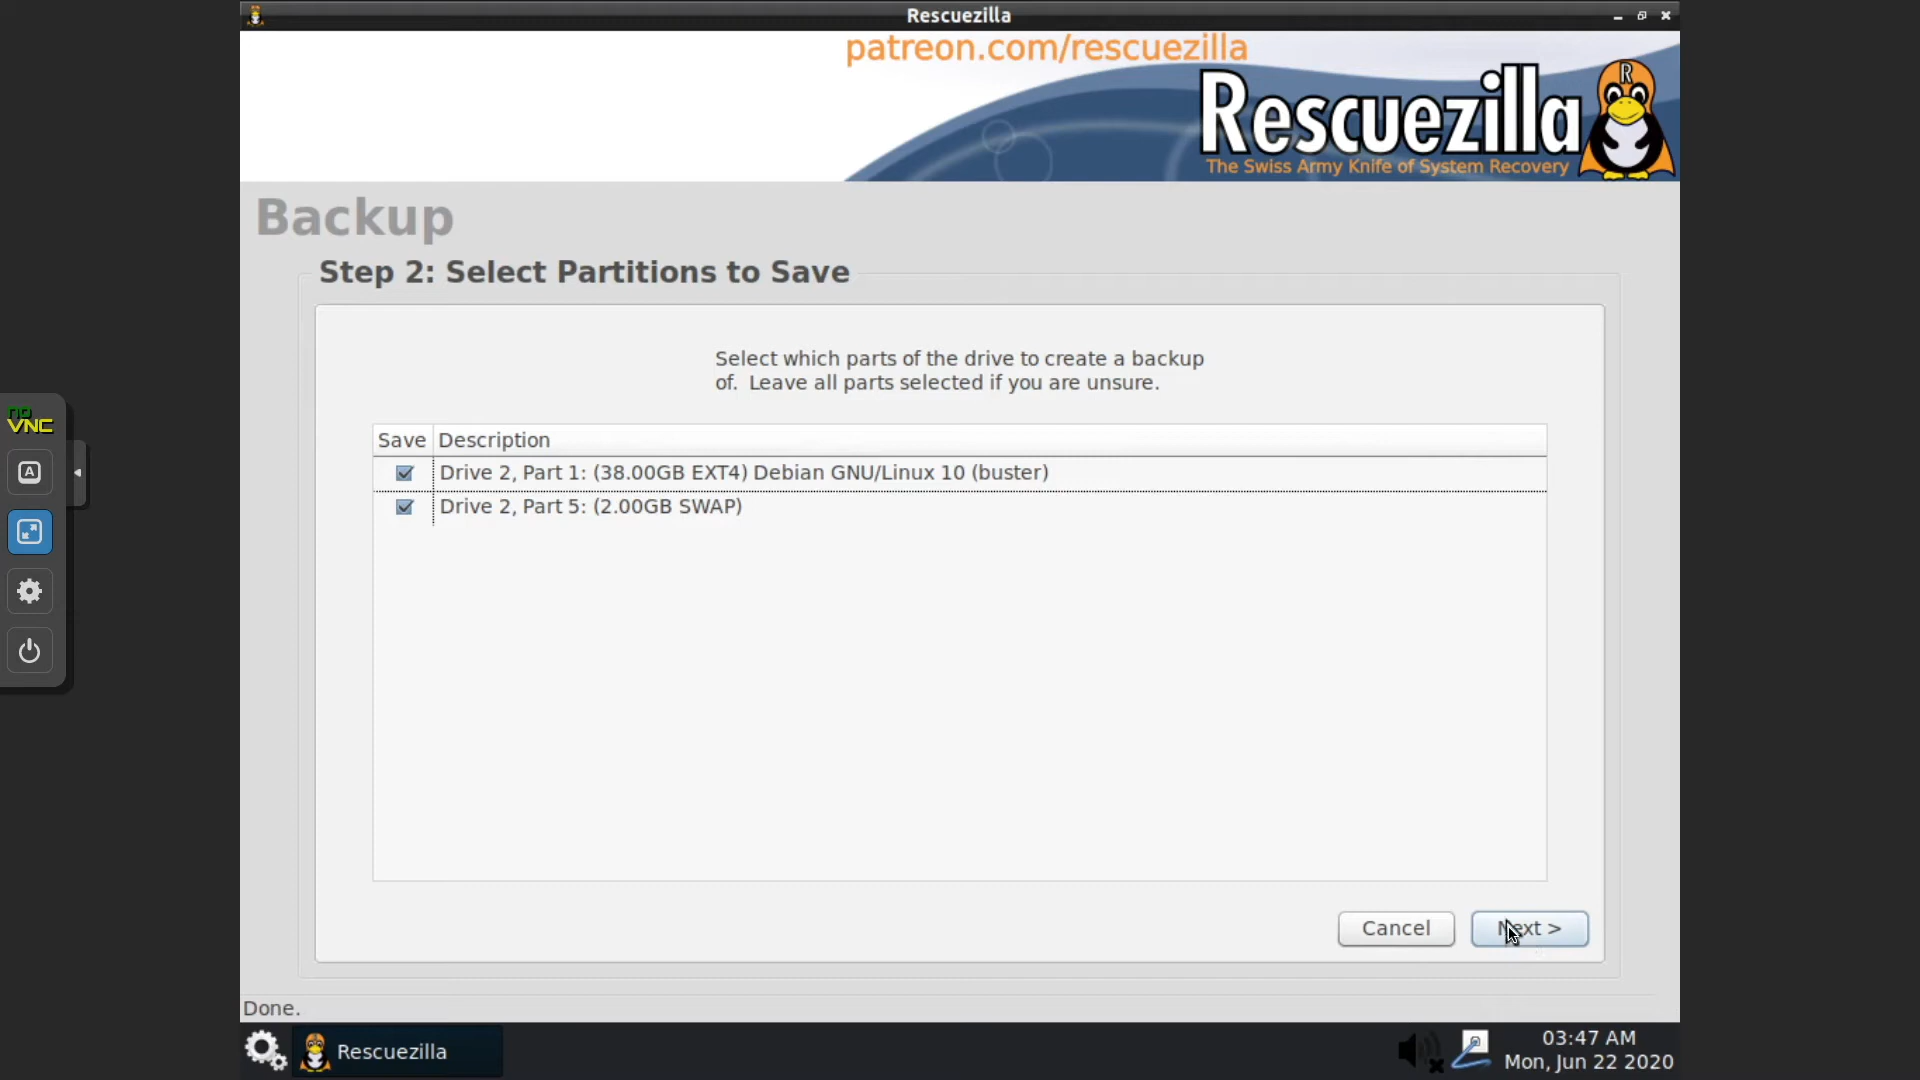 Rescuezilla
patreon.com/rescuezilla
R
Rescuezilla
The Swiss Army Knife of System Recovery
Backup
Step 2: Select Partitions to Save
Select which parts of the drive to create a backup
of. Leave all parts selected if you are unsure.
Save Description
Drive 2, Part 1: (38.00GB EXT4) Debian GNU/Linux 10 (buster)
Drive 2, Part 5: (2.00GB SWAP)
no
VNC
A
Cancel Next >
Done.
Rescuezilla
03:47 AM
Mon, Jun 22 2020